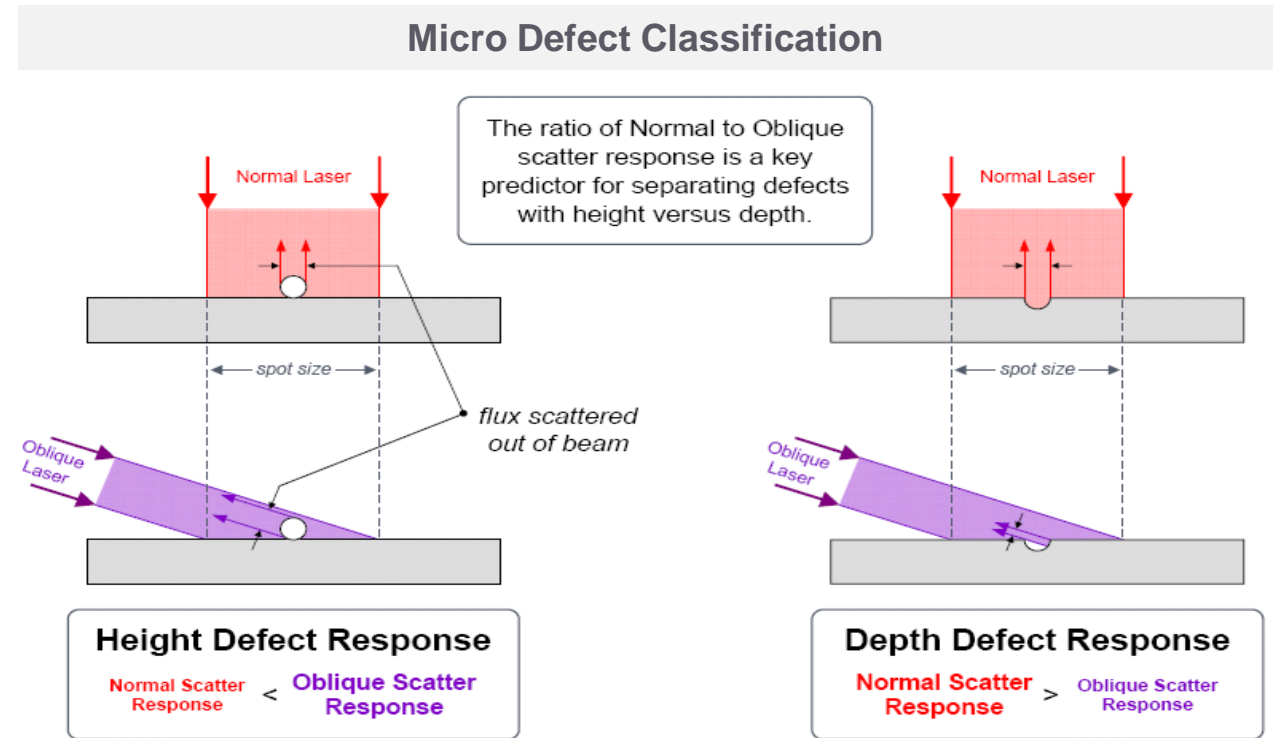 Micro Defect Classification
The ratio of Normal to Oblique
scatter response is a key
predictor for separating defects
with height versus depth.
Normal Laser
Normal Laser
spot size
spot size
flux scattered
out of beam
Oblique
Laser
Oblique
Laser
Height Defect Response
Normal Scatter
Response
<
Oblique Scatter
Response
Depth Defect Response
Normal Scatter
Response
>
Oblique Scatter
Response